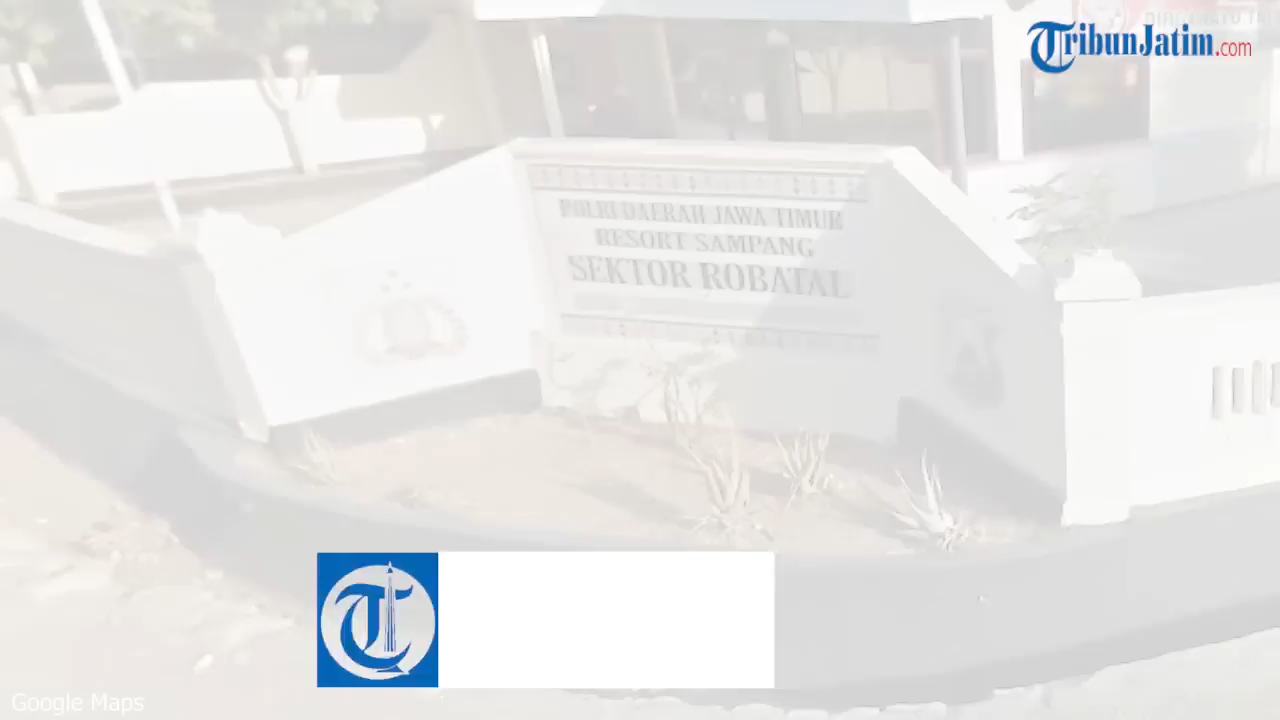 TribunJatim.com
POLRI DAERAH JAWA TIMUR
RESORT SAMPANG
SEKTOR ROBATAL
Google Maps